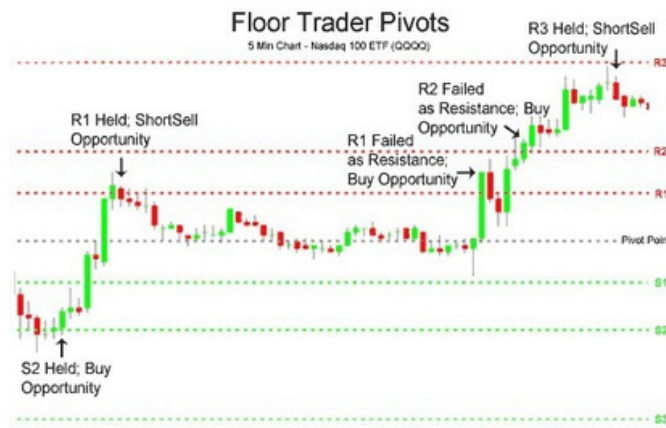 Floor Trader Pivots
5 Min Chart - Nasdaq 100 ETF (QQQQ)
R3 Held; ShortSell
Opportunity
R3
R2 Failed
as Resistance; Buy
Opportunity
R1 Held; ShortSell
Opportunity
R1 Failed
as Resistance;
Buy Opportunity
R2
R1
Pivot Poin
S1
S2
S2 Held; Buy
Opportunity
S3